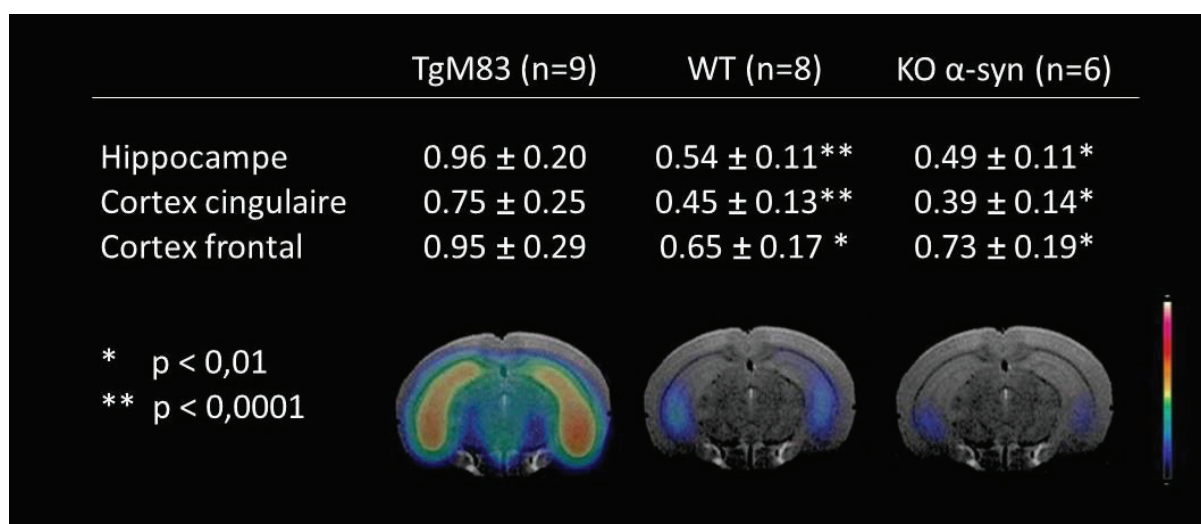 TgM83 (n=9) WT (n=8) KO α-syn (n=6)
Hippocampe 0.96 ± 0.20 0.54 ± 0.11** 0.49 ± 0.11*
Cortex cingulaire 0.75 ± 0.25 0.45 ± 0.13** 0.39 ± 0.14*
Cortex frontal 0.95 ± 0.29 0.65 ± 0.17 * 0.73 ± 0.19*
* p < 0,01
** p < 0,0001